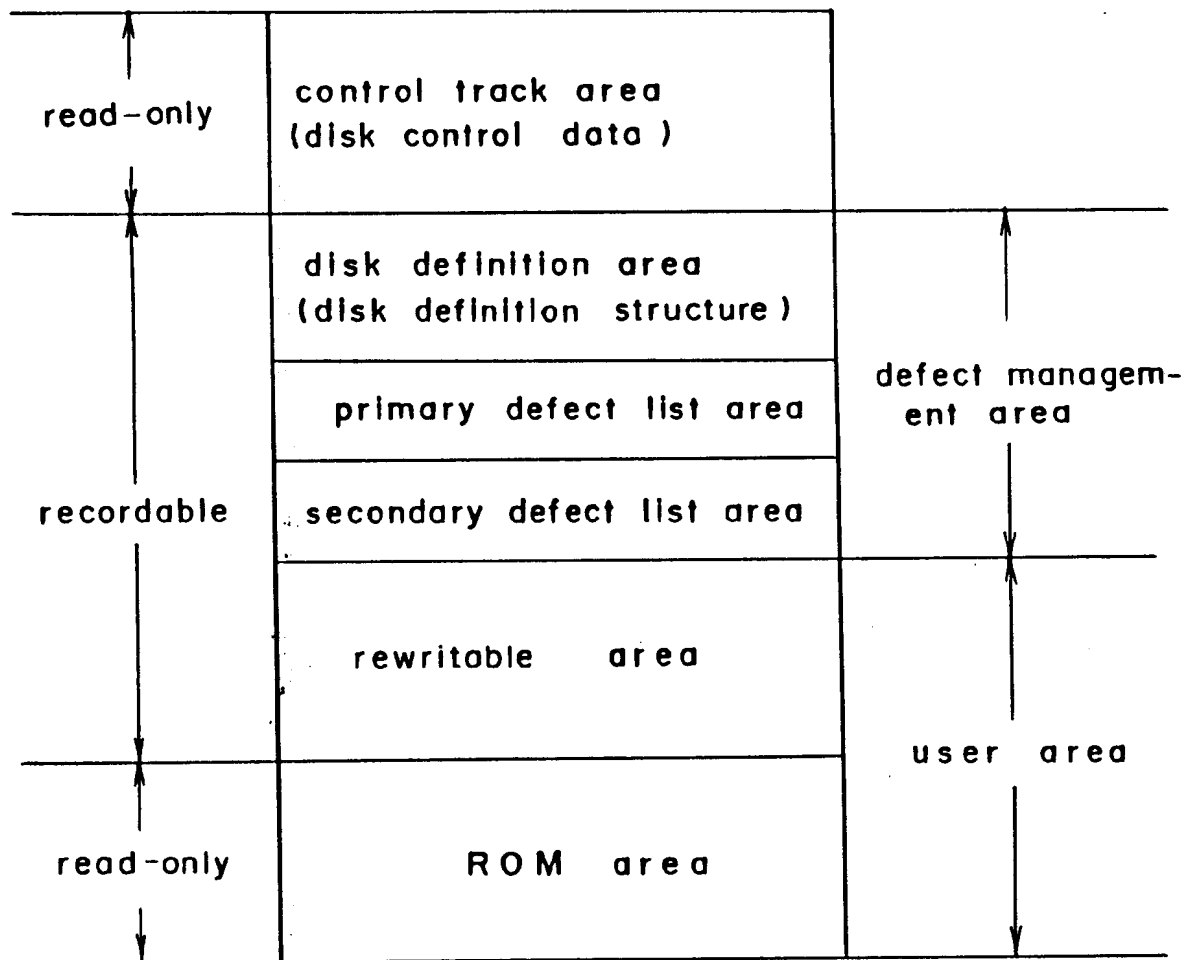 read-only
control track area
(disk control data)
disk definition area
(disk definition structure)
primary defect list area
defect managem-
ent area
recordable
secondary defect list area
rewritable area
user area
read-only
ROM area